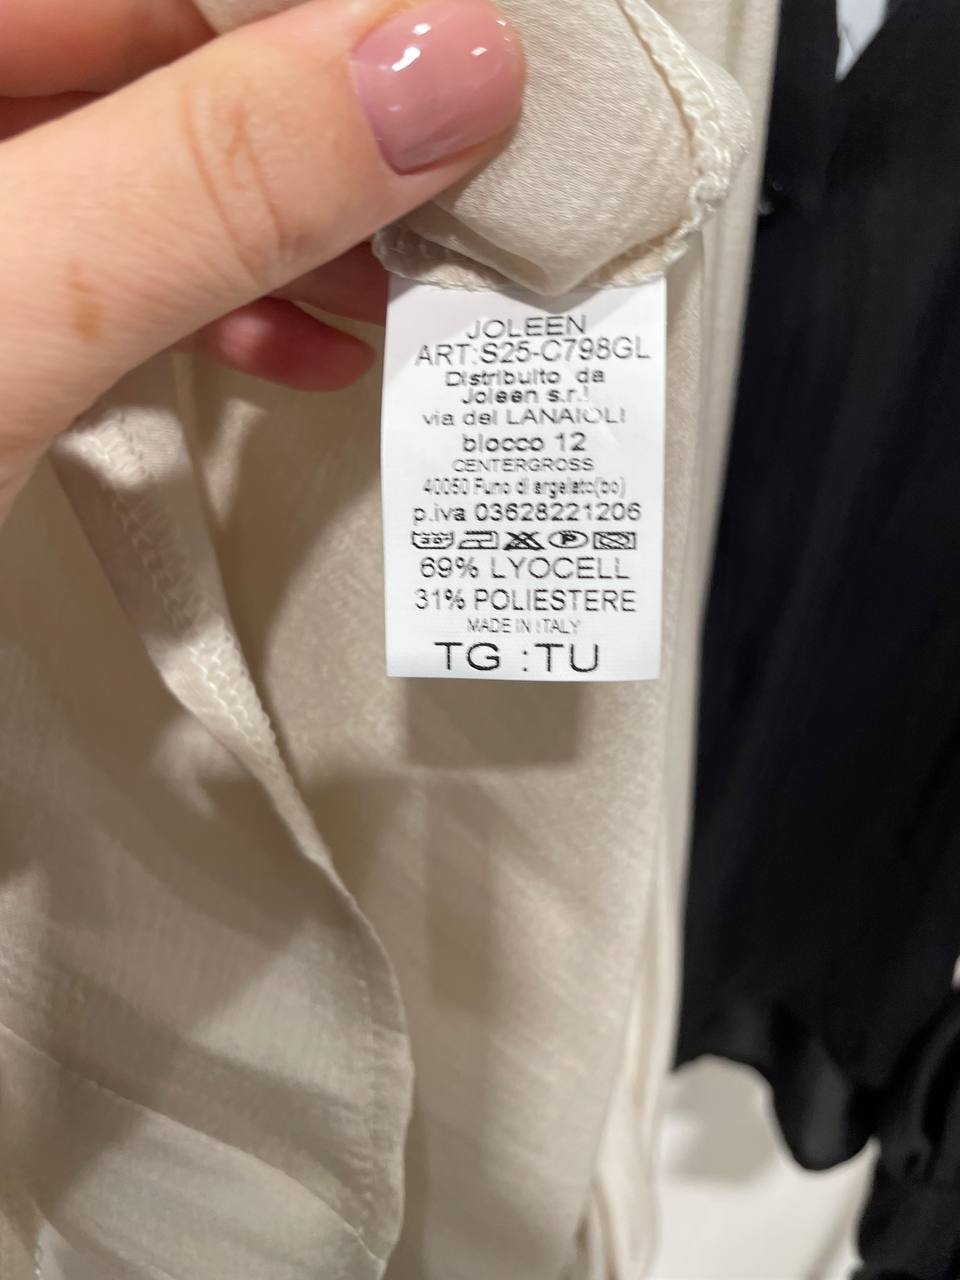 JOLEEN
ART:S25-C798GL
Distribuito da
Joleen s.r.l
via dei LANAIOLI
blocco 12
CENTERGROSS
40050 Funo di argelato(bo)
p.iva 03628221206
69% LYOCELL
31% POLIESTERE
MADE IN ITALY
TG :TU